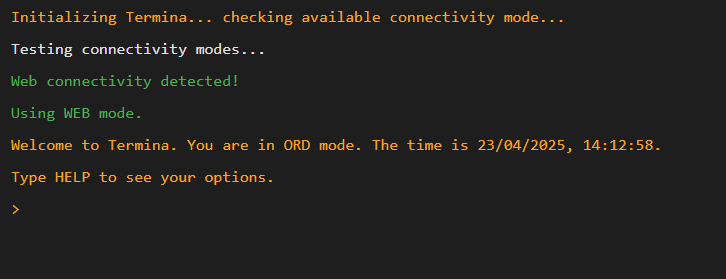 Initializing Termina... checking available connectivity mode...
Testing connectivity modes...
Web connectivity detected!
Using WEB mode.
Welcome to Termina. You are in ORD mode. The time is 23/04/2025, 14:12:58.
Type HELP to see your options.
>